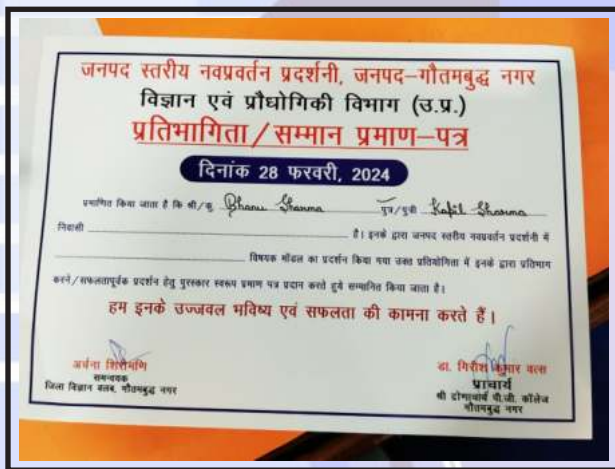 जनपद स्तरीय नवप्रवर्तन प्रदर्शनी, जनपद-गौतमबुद्ध नगर
विज्ञान एवं प्रौद्योगिकी विभाग (उ.प्र.)
प्रतिभागिता/सम्मान प्रमाण-पत्र
दिनांक 28 फरवरी, 2024
प्रमाणित किया जाता है कि श्री/कु. Bhanu Sharma पुत्र/पुत्री Kapil Sharma
निवासी है। इनके द्वारा जनपद स्तरीय नवप्रवर्तन प्रदर्शनी में
विषयक मॉडल का प्रदर्शन किया गया उक्त प्रतियोगिता में इनके द्वारा प्रतिभाग
करने/सफलतापूर्वक प्रदर्शन हेतु पुरस्कार स्वरूप प्रमाण पत्र प्रदान करते हुये सम्मानित किया जाता है।
हम इनके उज्जवल भविष्य एवं सफलता की कामना करते हैं।
अर्चना शिरोमणि
समन्वयक
जिला विज्ञान क्लब, गौतमबुद्ध नगर
डा. गिरीश कुमार वत्स
प्राचार्य
श्री द्रोणाचार्य पी.जी. कॉलेज
गौतमबुद्ध नगर